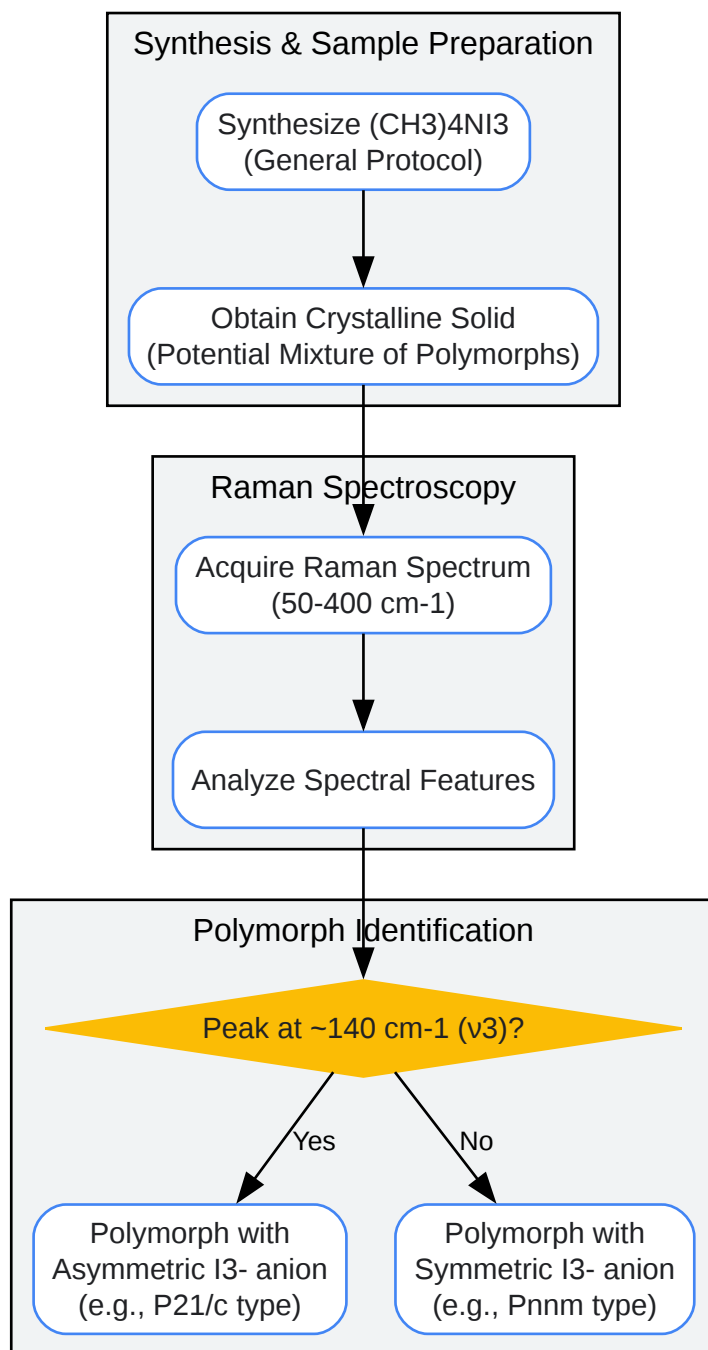 Synthesis & Sample Preparation
Synthesize (CH3)4NI3
(General Protocol)
Obtain Crystalline Solid
(Potential Mixture of Polymorphs)
Raman Spectroscopy
Acquire Raman Spectrum
(50-400 cm-1)
Analyze Spectral Features
Polymorph Identification
Peak at ~140 cm-1 (ν3)?
Yes
No
Polymorph with
Asymmetric I3- anion
(e.g., P21/c type)
Polymorph with
Symmetric I3- anion
(e.g., Pnnm type)